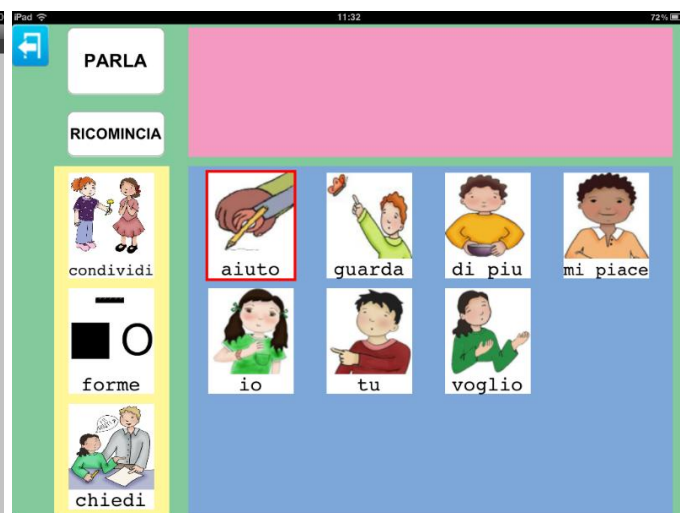 iPad 11:32 72%
PARLA
RICOMINCIA
condividi
forme
chiedi
aiuto guarda di piu mi piace
io tu voglio